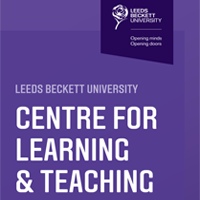 LEEDS
BECKETT
UNIVERSITY
Opening minds
Opening doors
LEEDS BECKETT UNIVERSITY
CENTRE FOR
LEARNING
& TEACHING